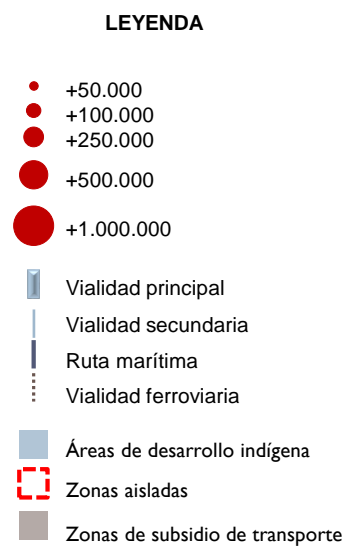 LEYENDA
+50.000
+100.000
+250.000
+500.000
+1.000.000
Vialidad principal
Vialidad secundaria
Ruta marítima
Vialidad ferroviaria
Áreas de desarrollo indígena
Zonas aisladas
Zonas de subsidio de transporte